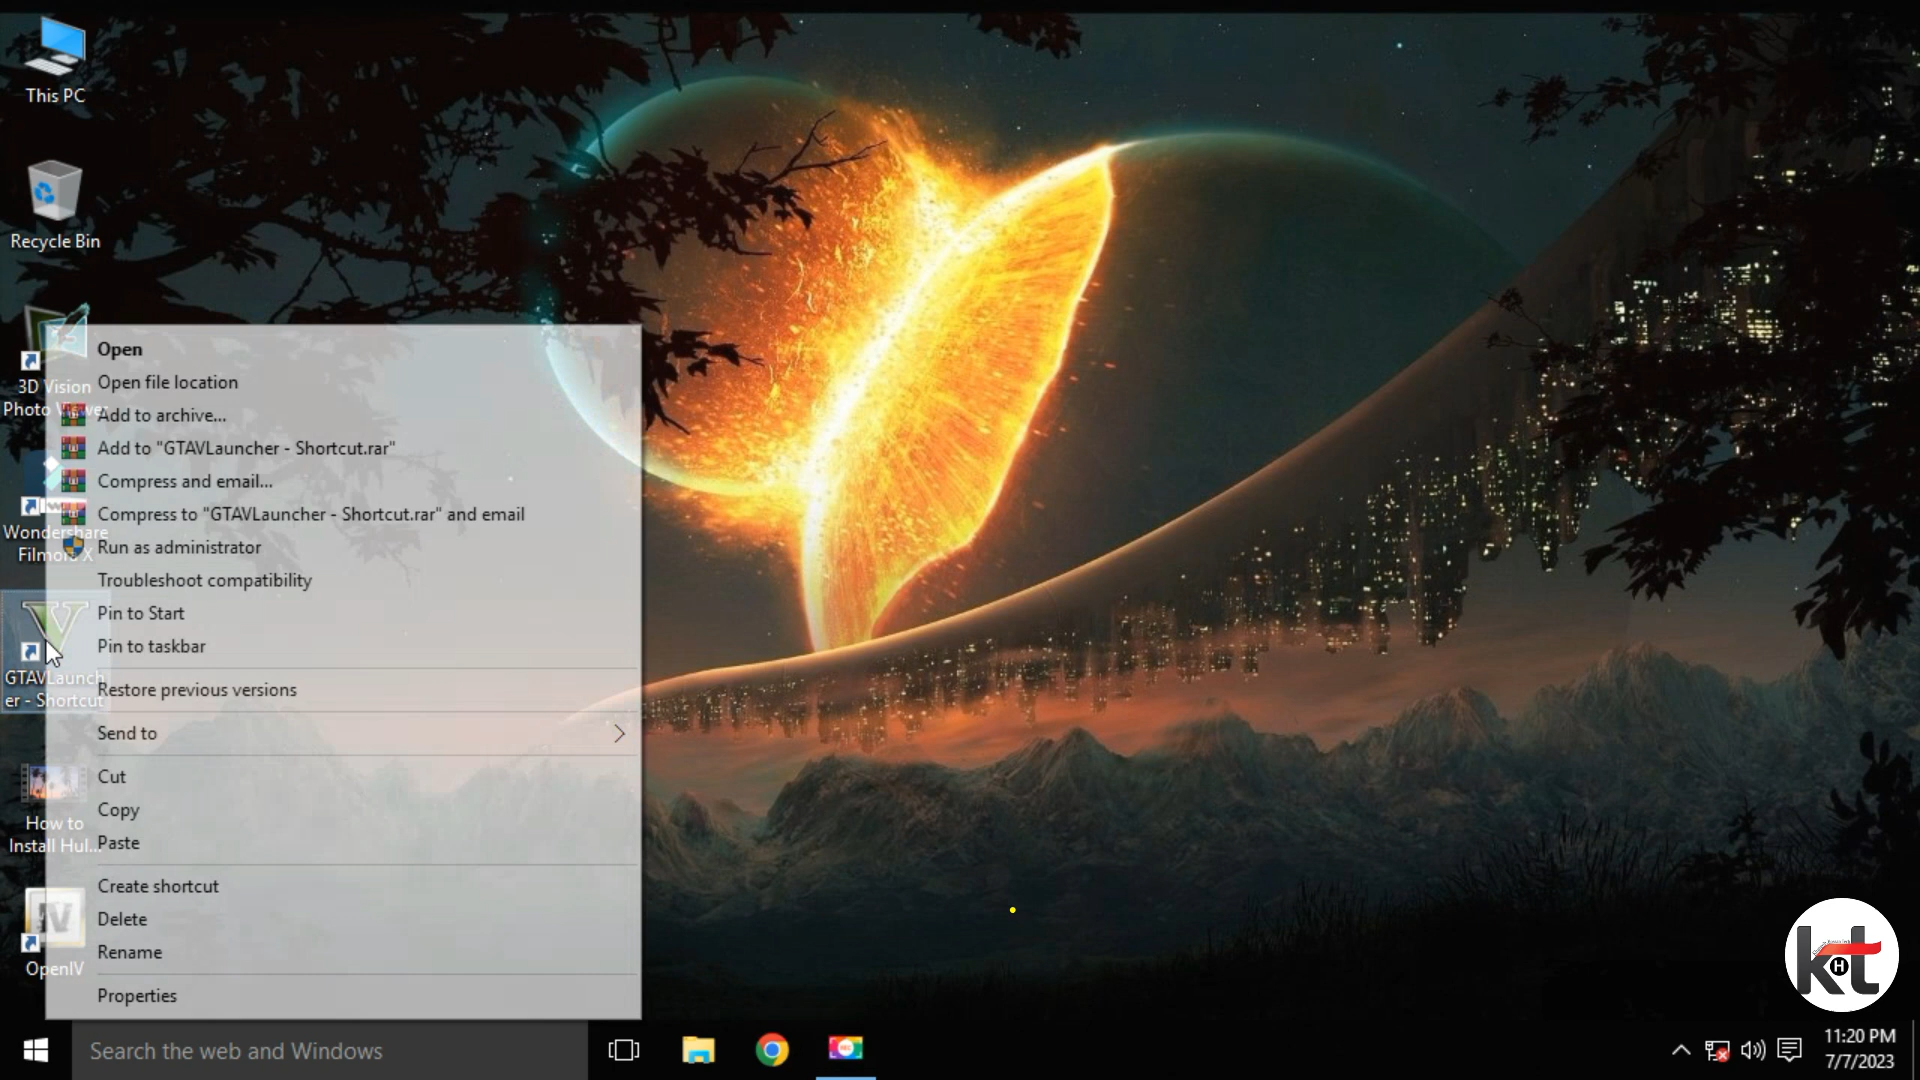 This PC
Recycle Bin
3D Vision
Photo Viewer
Wondershare
Filmora X
GTAVLaunch
er - Shortcut
How to
Install Hul...
OpenIV
Open
Open file location
Add to archive...
Add to "GTAVLauncher - Shortcut.rar"
Compress and email...
Compress to "GTAVLauncher - Shortcut.rar" and email
Run as administrator
Troubleshoot compatibility
Pin to Start
Pin to taskbar
Restore previous versions
Send to
Cut
Copy
Paste
Create shortcut
Delete
Rename
Properties
kt
H
Search the web and Windows
11:20 PM
7/7/2023